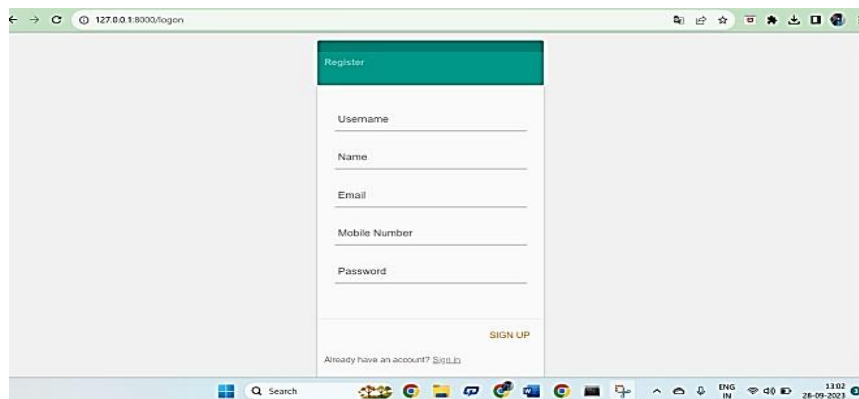 127.0.0.1:8000/logon
Register
Username
Name
Email
Mobile Number
Password
SIGN UP
Already have an account? Sign in
Search
ENG
IN
13:02
26-09-2023